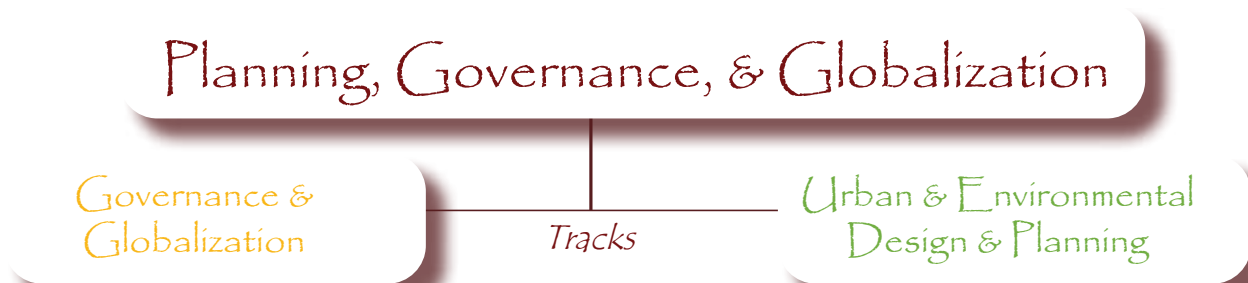 Planning, Governance, & Globalization
Governance &
Globalization
Tracks
Urban & Environmental
Design & Planning